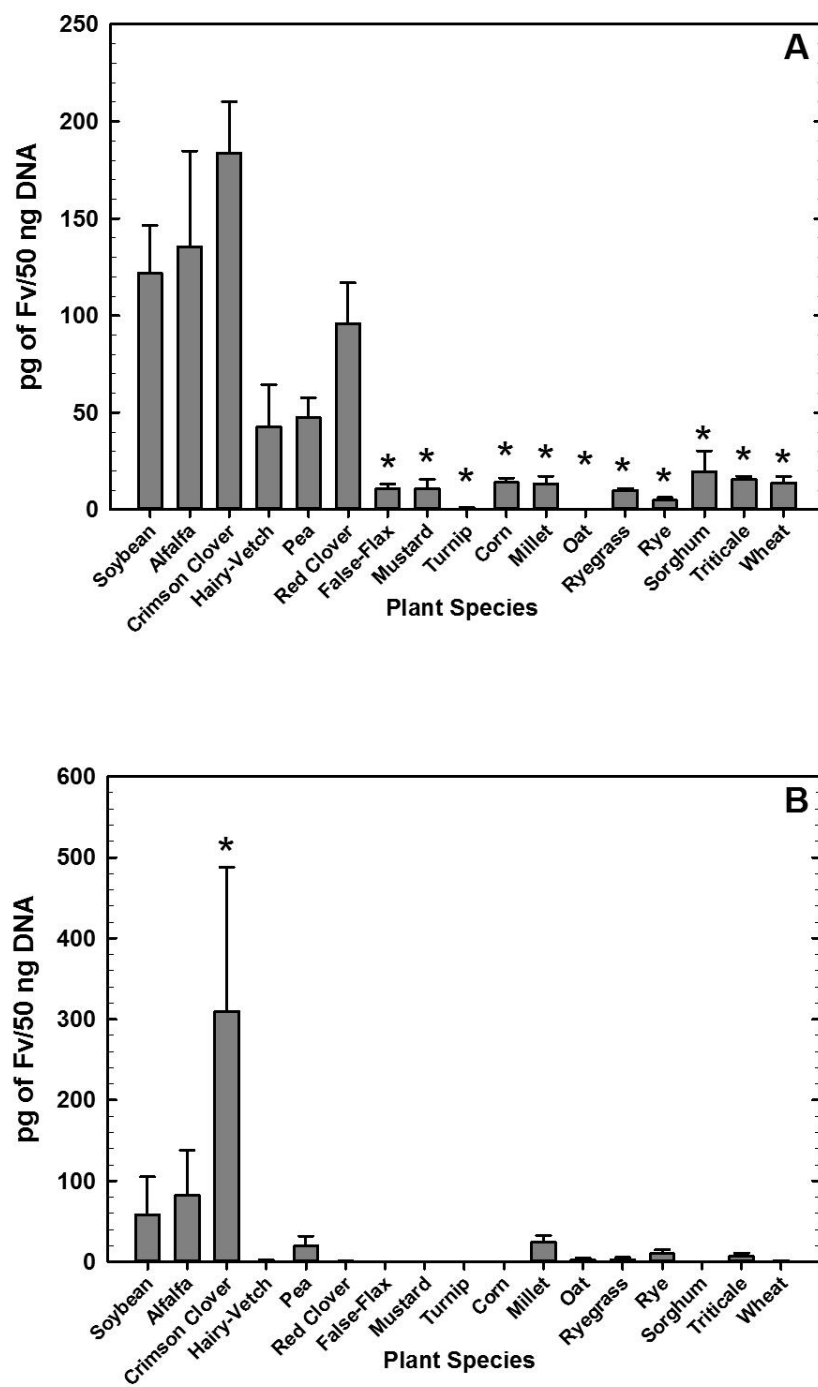 A
250
200
150
100
50
0
pg of Fv/50 ng DNA
* * * * * * * * * * *
Soybean Alfalfa Crimson Clover Hairy-Vetch Pea Red Clover False-Flax Mustard Turnip Corn Millet Oat Ryegrass Rye Sorghum Triticale Wheat
Plant Species
B
600
500
400
300
200
100
0
pg of Fv/50 ng DNA
*
Soybean Alfalfa Crimson Clover Hairy-Vetch Pea Red Clover False-Flax Mustard Turnip Corn Millet Oat Ryegrass Rye Sorghum Triticale Wheat
Plant Species